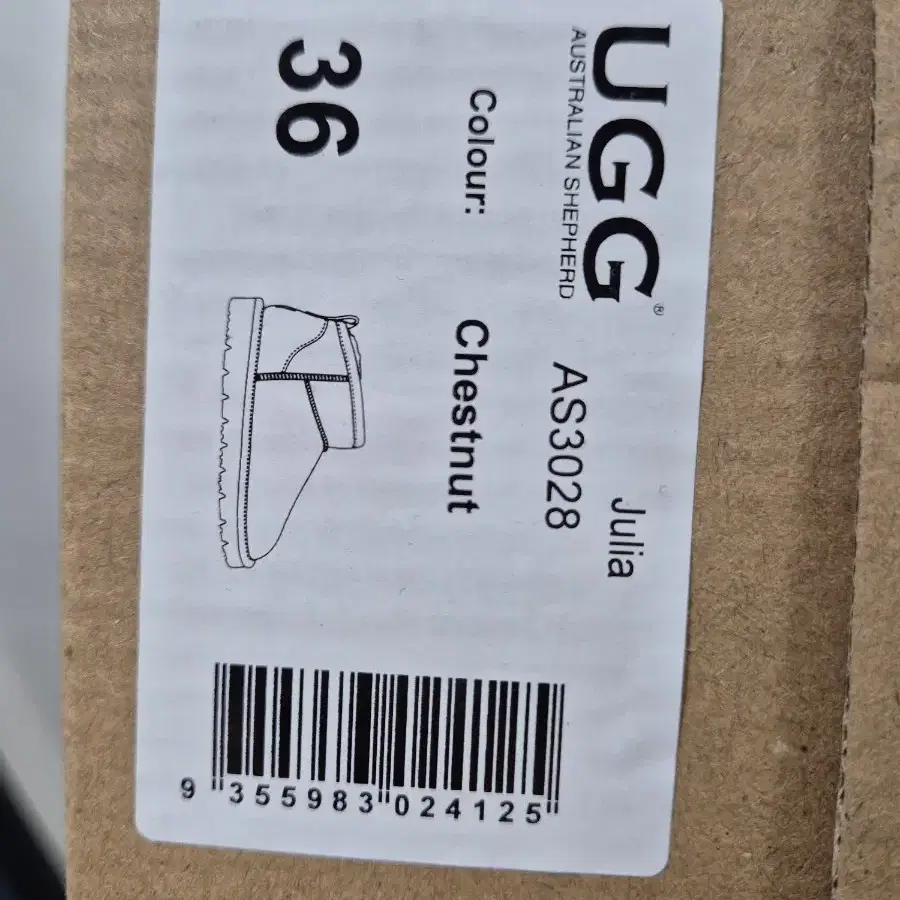 UGG®
AUSTRALIAN SHEPHERD
Julia
AS3028
Colour: Chestnut
36
9 355983 024125